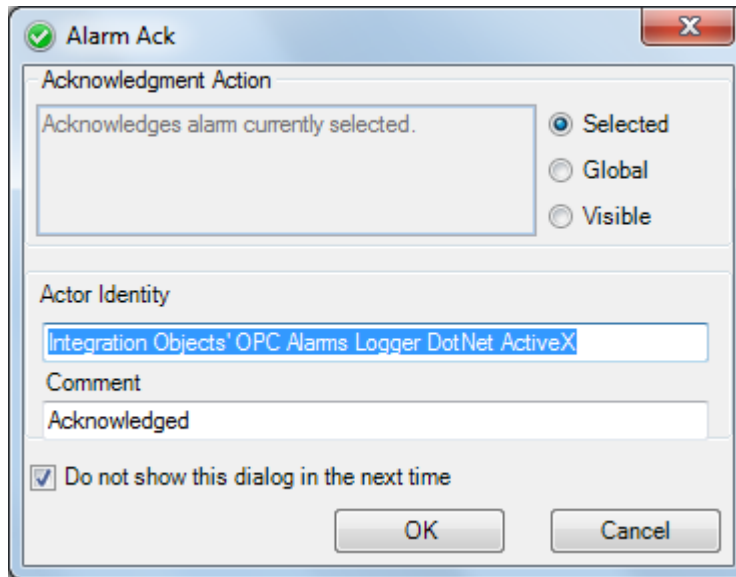 Alarm Ack
Acknowledgment Action
Acknowledges alarm currently selected.
Selected
Global
Visible
Actor Identity
Integration Objects' OPC Alarms Logger DotNet ActiveX
Comment
Acknowledged
Do not show this dialog in the next time
OK
Cancel